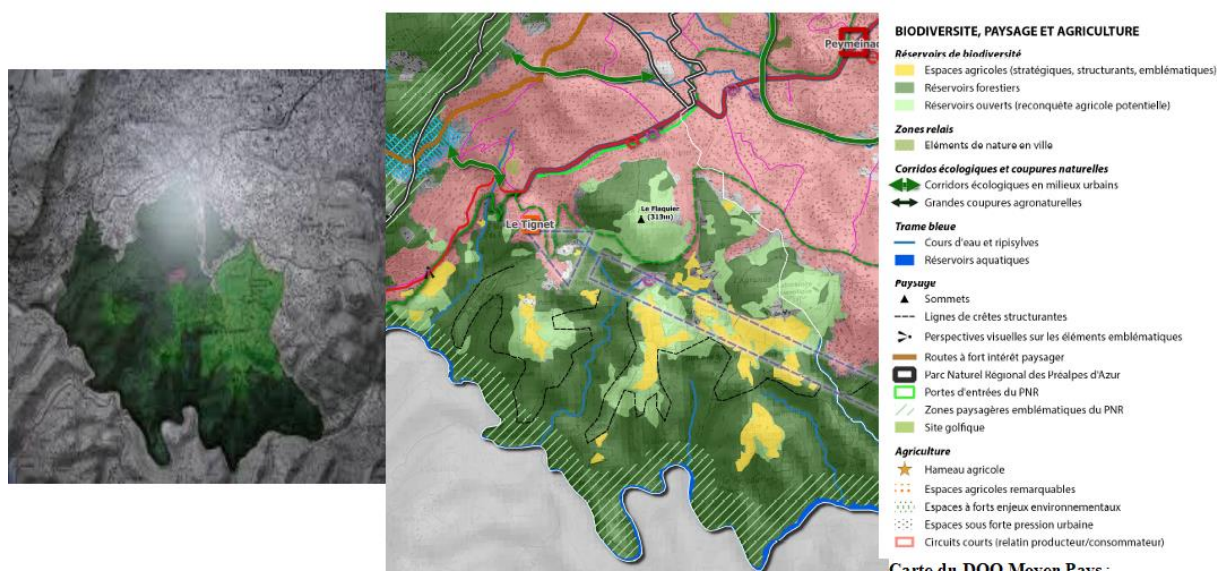 Peymeinac
Le Flaquier
(313m)
Le Tignet
BIODIVERSITE, PAYSAGE ET AGRICULTURE
Réservoirs de biodiversité
Espaces agricoles (stratégiques, structurants, emblématiques)
Réservoirs forestiers
Réservoirs ouverts (reconquête agricole potentielle)
Zones relais
Eléments de nature en ville
Corridos écologiques et coupures naturelles
Corridors écologiques en milieux urbains
Grandes coupures agronaturelles
Trame bleue
Cours d'eau et ripisylves
Réservoirs aquatiques
Paysage
Sommets
Lignes de crêtes structurantes
Perspectives visuelles sur les éléments emblématiques
Routes à fort intérêt paysager
Parc Naturel Régional des Préalpes d'Azur
Portes d'entrées du PNR
Zones paysagères emblématiques du PNR
Site golfique
Agriculture
Hameau agricole
Espaces agricoles remarquables
Espaces à forts enjeux environnementaux
Espaces sous forte pression urbaine
Circuits courts (relatin producteur/consommateur)
Carte du DOO Moyen Pays :